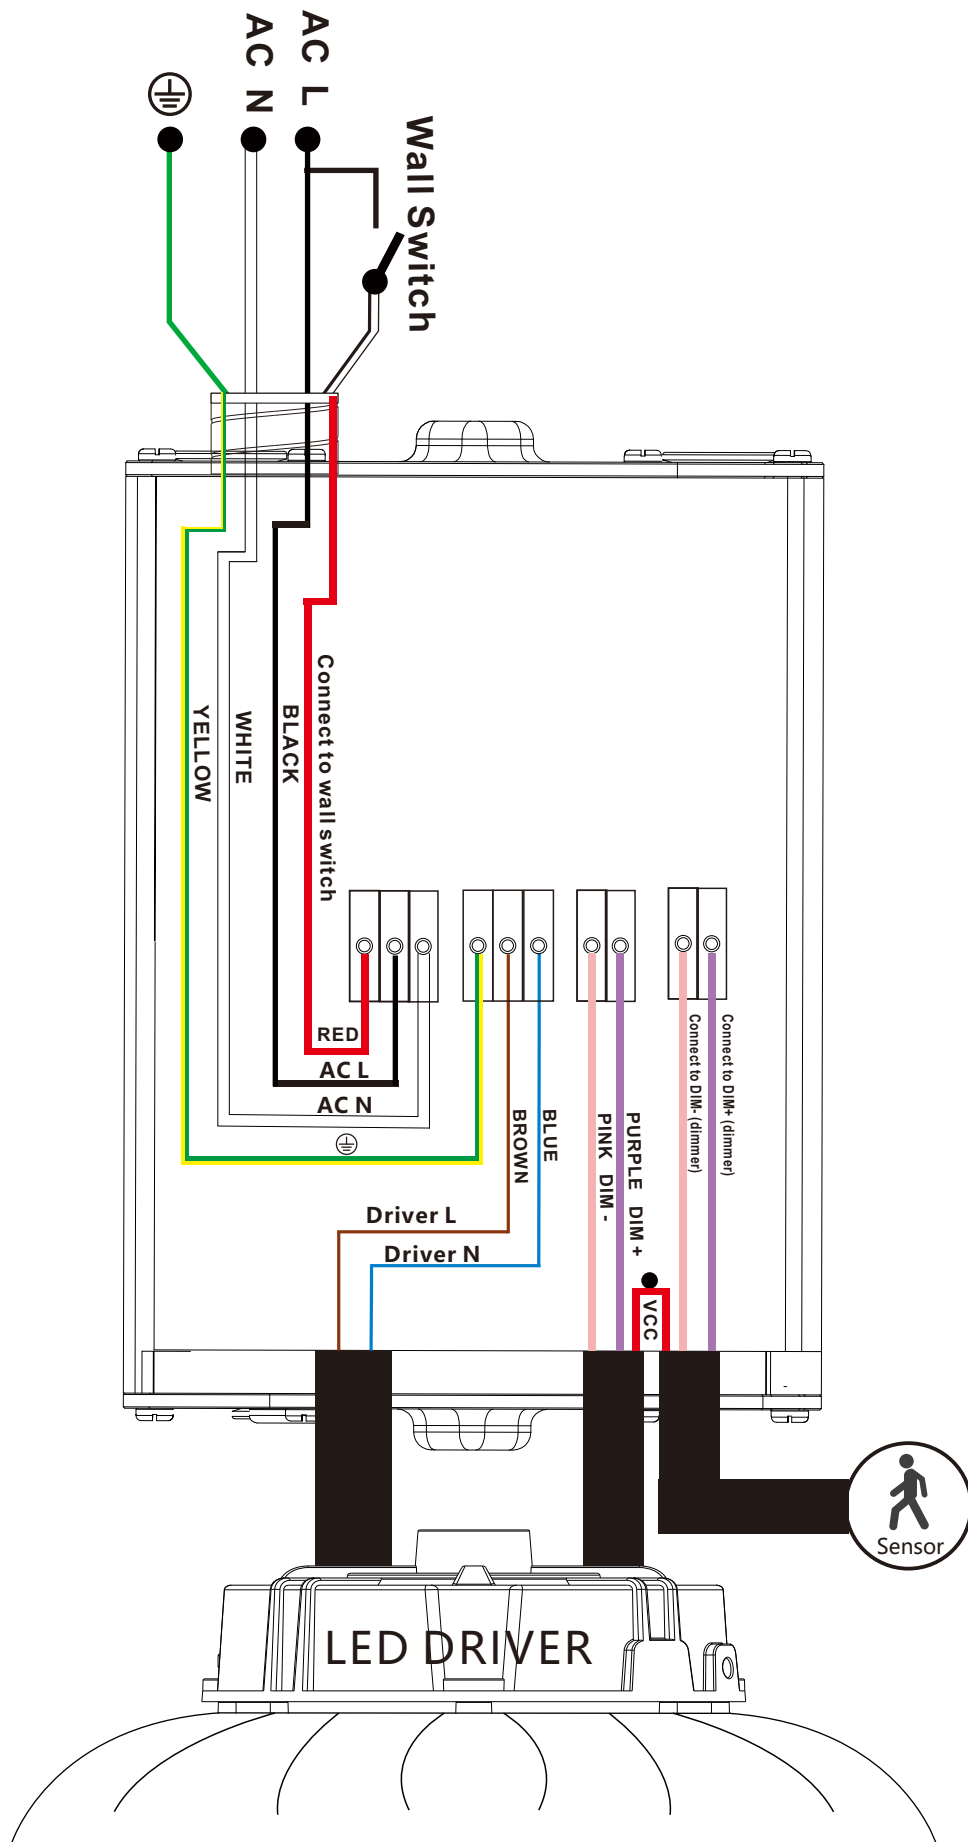 AC N
AC L
Wall Switch
Connect to wall switch
YELLOW
WHITE
BLACK
RED
AC L
AC N
BROWN
BLUE
PINK DIM -
PURPLE DIM +
Connect to DIM- (dimmer)
Connect to DIM+ (dimmer)
Driver L
Driver N
VCC
Sensor
LED DRIVER